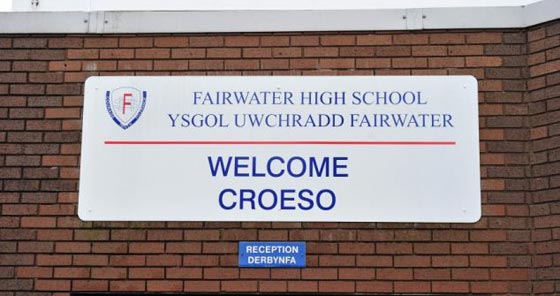 F
FAIRWATER HIGH SCHOOL
YSGOL UWCHRADD FAIRWATER
WELCOME
CROESO
RECEPTION
DERBYNFA